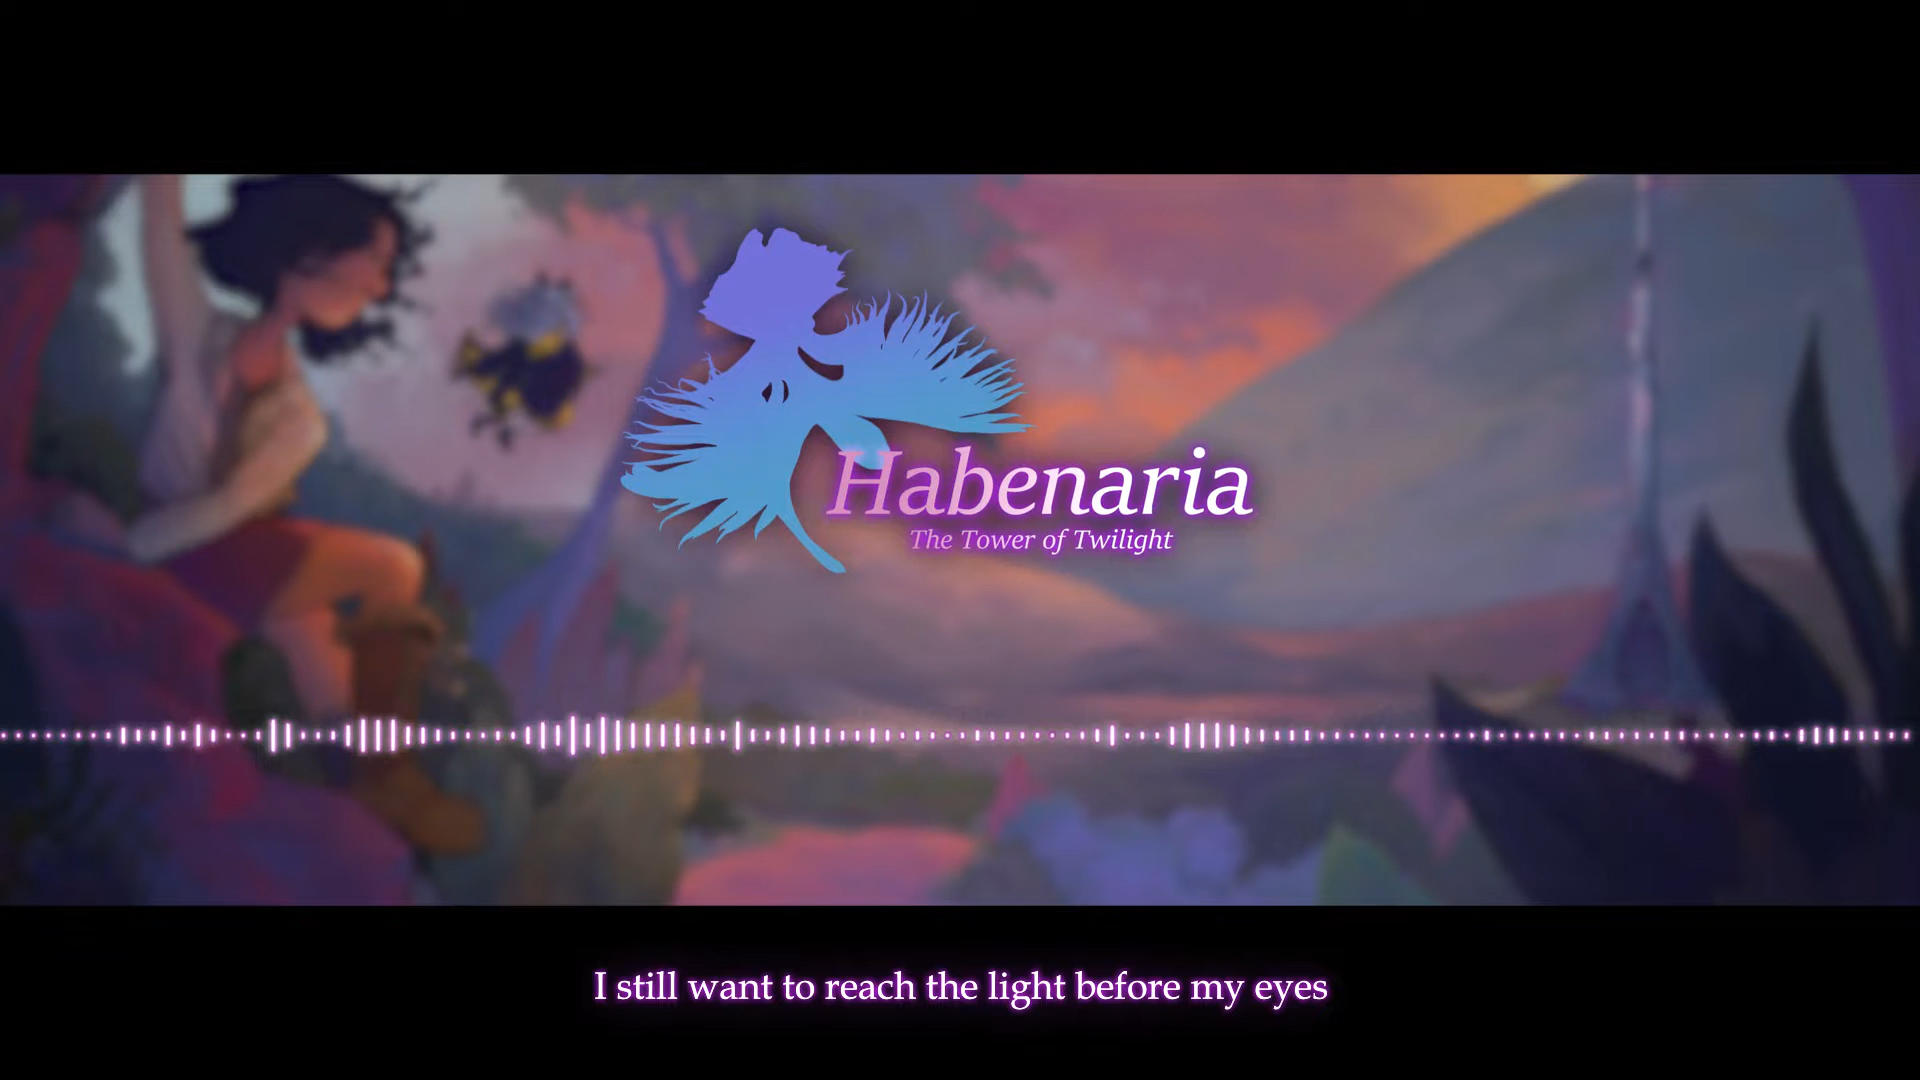 Habenaria
The Tower of Twilight
I still want to reach the light before my eyes